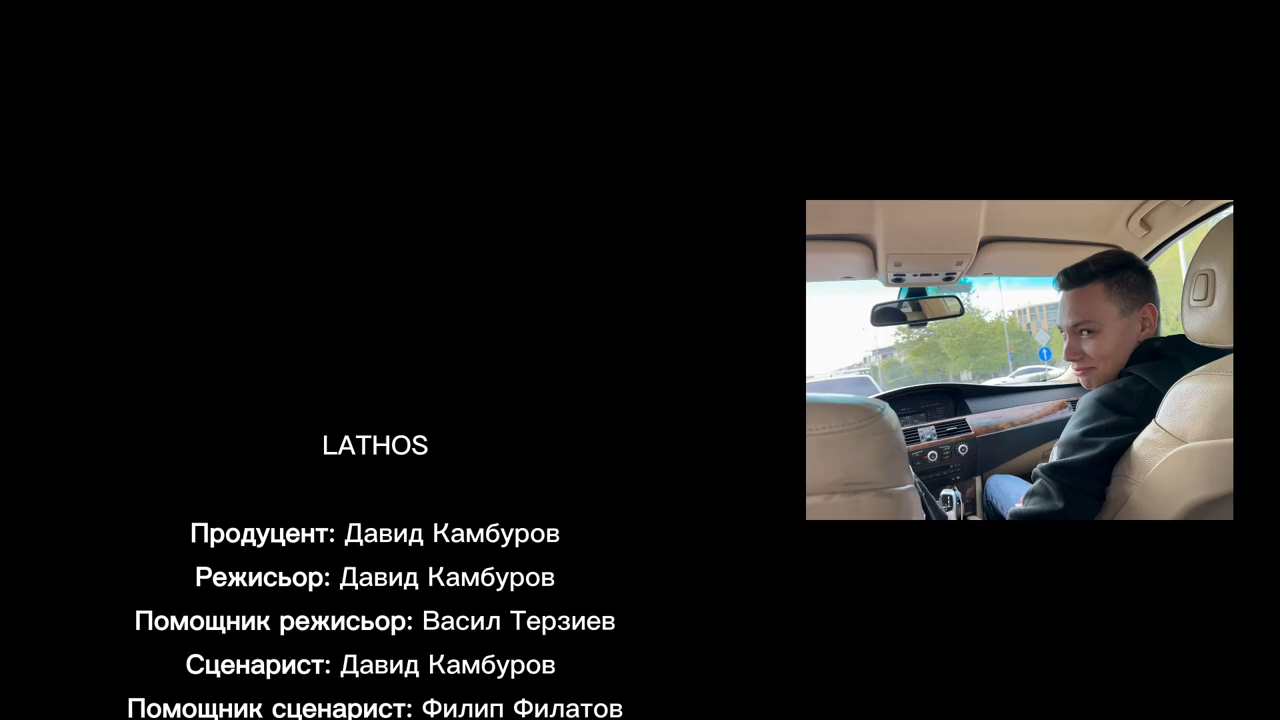 LATHOS
Продуцент: Давид Камбуров
Режисьор: Давид Камбуров
Помощник режисьор: Васил Терзиев
Сценарист: Давид Камбуров
Помощник сценарист: Филип Филатов